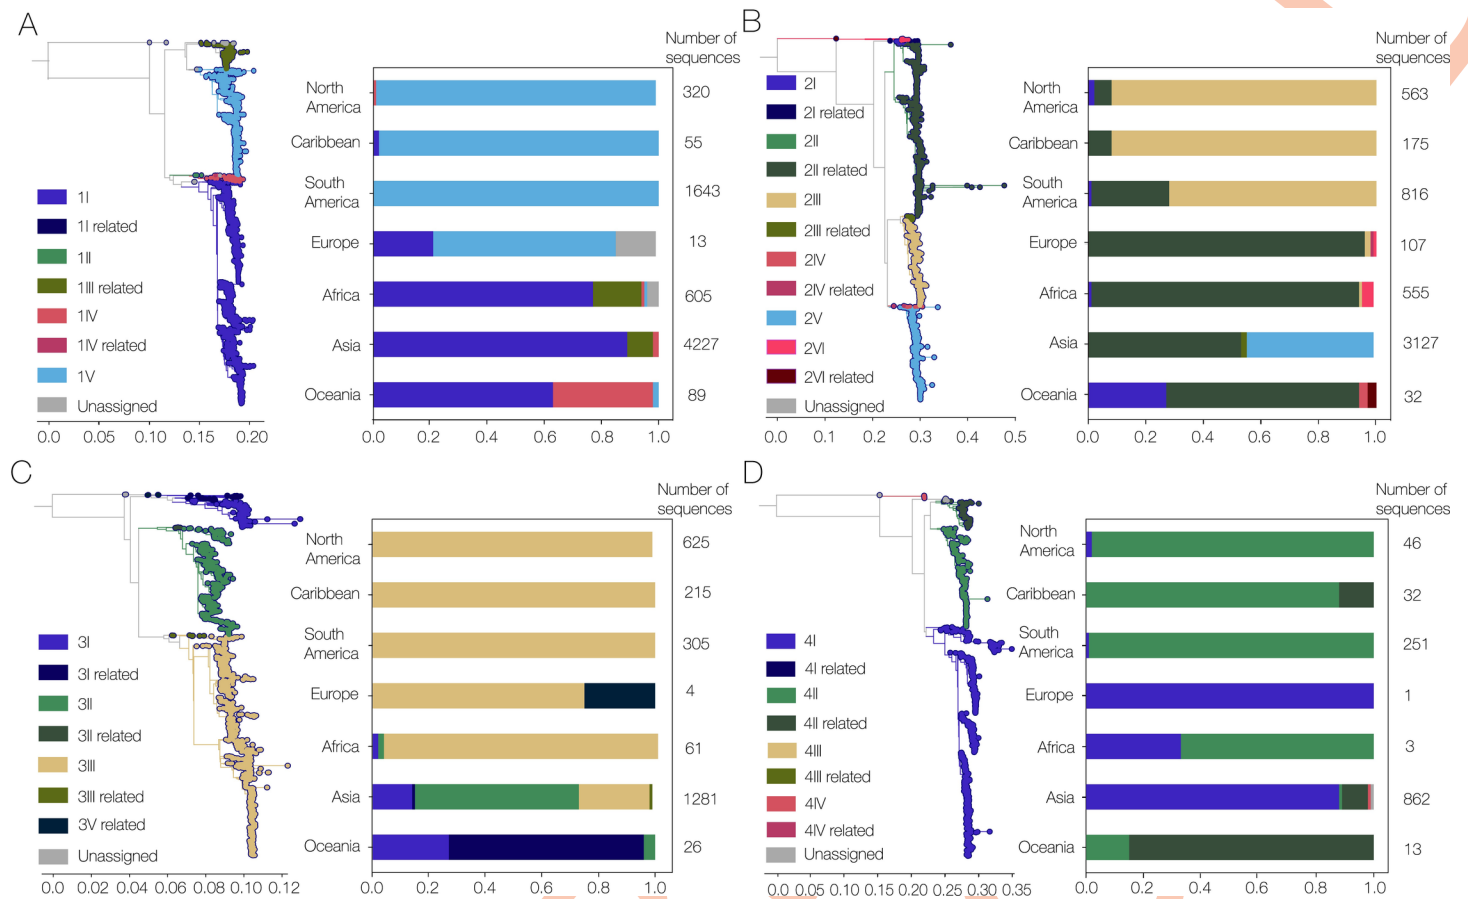 A
Number of
sequences
North
America
320
Caribbean
55
South
America
1643
Europe
13
Africa
605
Asia
4227
Oceania
89
1I
1I related
1II
1III related
1IV
1IV related
1V
Unassigned
0.0 0.05 0.10 0.15 0.20
0.0 0.2 0.4 0.6 0.8 1.0
B
Number of
sequences
North
America
563
Caribbean
175
South
America
816
Europe
107
Africa
555
Asia
3127
Oceania
32
2I
2I related
2II
2II related
2III
2III related
2IV
2IV related
2V
2VI
2VI related
Unassigned
0.0 0.1 0.2 0.3 0.4 0.5
0.0 0.2 0.4 0.6 0.8 1.0
C
Number of
sequences
North
America
625
Caribbean
215
South
America
305
Europe
4
Africa
61
Asia
1281
Oceania
26
3I
3I related
3II
3II related
3III
3III related
3V related
Unassigned
0.0 0.02 0.04 0.06 0.08 0.10 0.12
0.0 0.2 0.4 0.6 0.8 1.0
D
Number of
sequences
North
America
46
Caribbean
32
South
America
251
Europe
1
Africa
3
Asia
862
Oceania
13
4I
4I related
4II
4II related
4III
4III related
4IV
4IV related
Unassigned
0.0 0.05 0.10 0.15 0.20 0.25 0.30 0.35
0.0 0.2 0.4 0.6 0.8 1.0